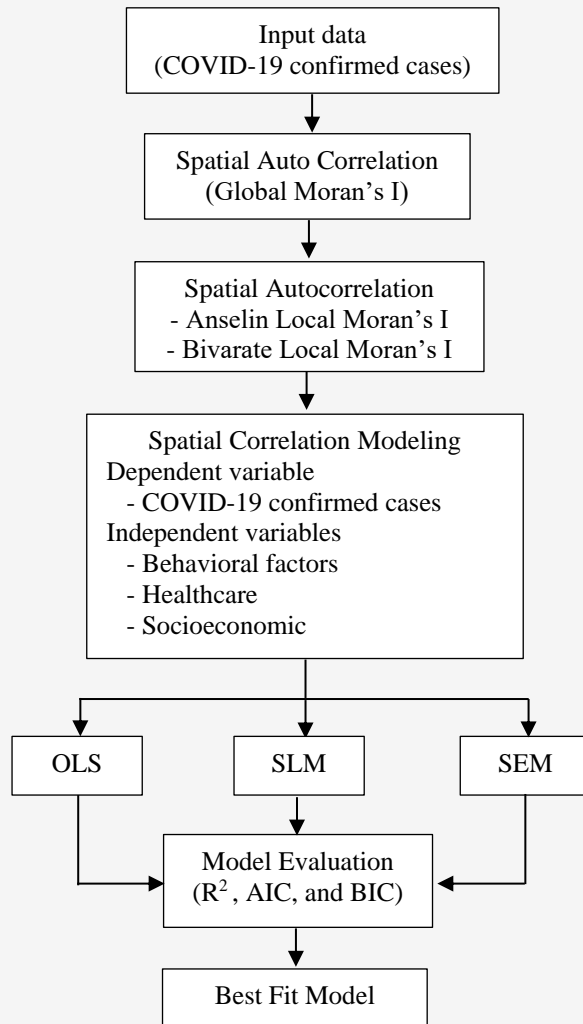 Input data
(COVID-19 confirmed cases)
Spatial Auto Correlation
(Global Moran’s I)
Spatial Autocorrelation
- Anselin Local Moran’s I
- Bivarate Local Moran’s I
Spatial Correlation Modeling
Dependent variable
- COVID-19 confirmed cases
Independent variables
- Behavioral factors
- Healthcare
- Socioeconomic
OLS
SLM
SEM
Model Evaluation
(R², AIC, and BIC)
Best Fit Model